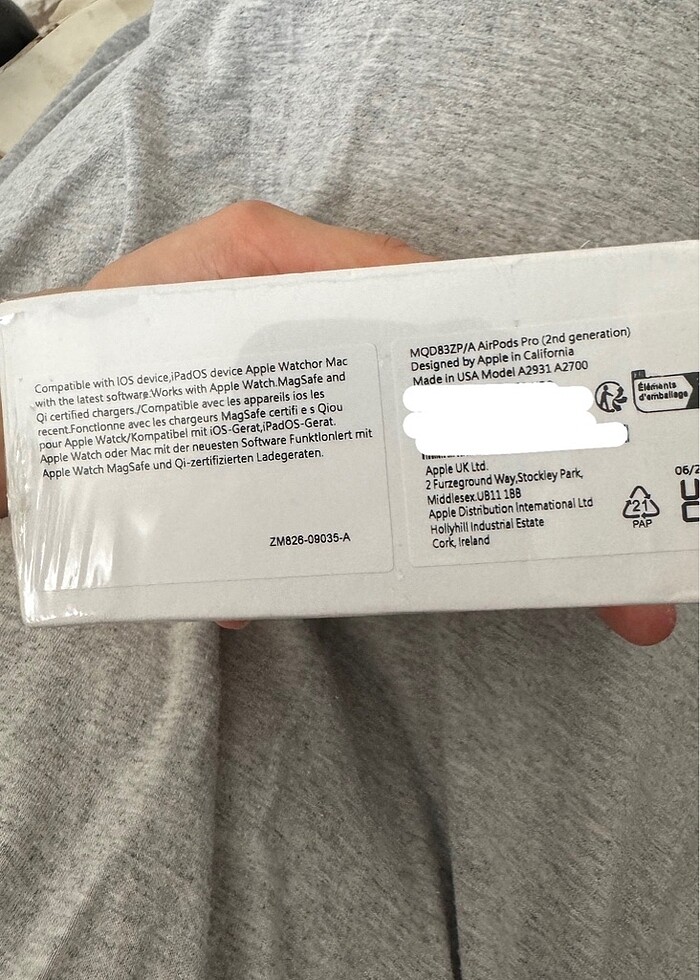 Compatible with IOS device,iPadOS device Apple Watchor Mac
with the latest software.Works with Apple Watch.MagSafe and
Qi certified chargers./Compatible avec les appareils ios les
recent.Fonctionne avec les chargeurs MagSafe certifi e s Qiou
pour Apple Watck/Kompatibel mit iOS-Gerat,iPadOS-Gerat.
Apple Watch oder Mac mit der neuesten Software Funktlonlert mit
Apple Watch MagSafe und Qi-zertifizierten Ladegeraten.
ZM826-09035-A
MQD83ZP/A AirPods Pro (2nd generation)
Designed by Apple in California
Made in USA Model A2931 A2700
Éléments
d'emballage
Apple UK Ltd.
2 Furzeground Way,Stockley Park,
Middlesex.UB11 1BB
Apple Distribution International Ltd
Hollyhill Industrial Estate
Cork, Ireland
21
PAP
06/2